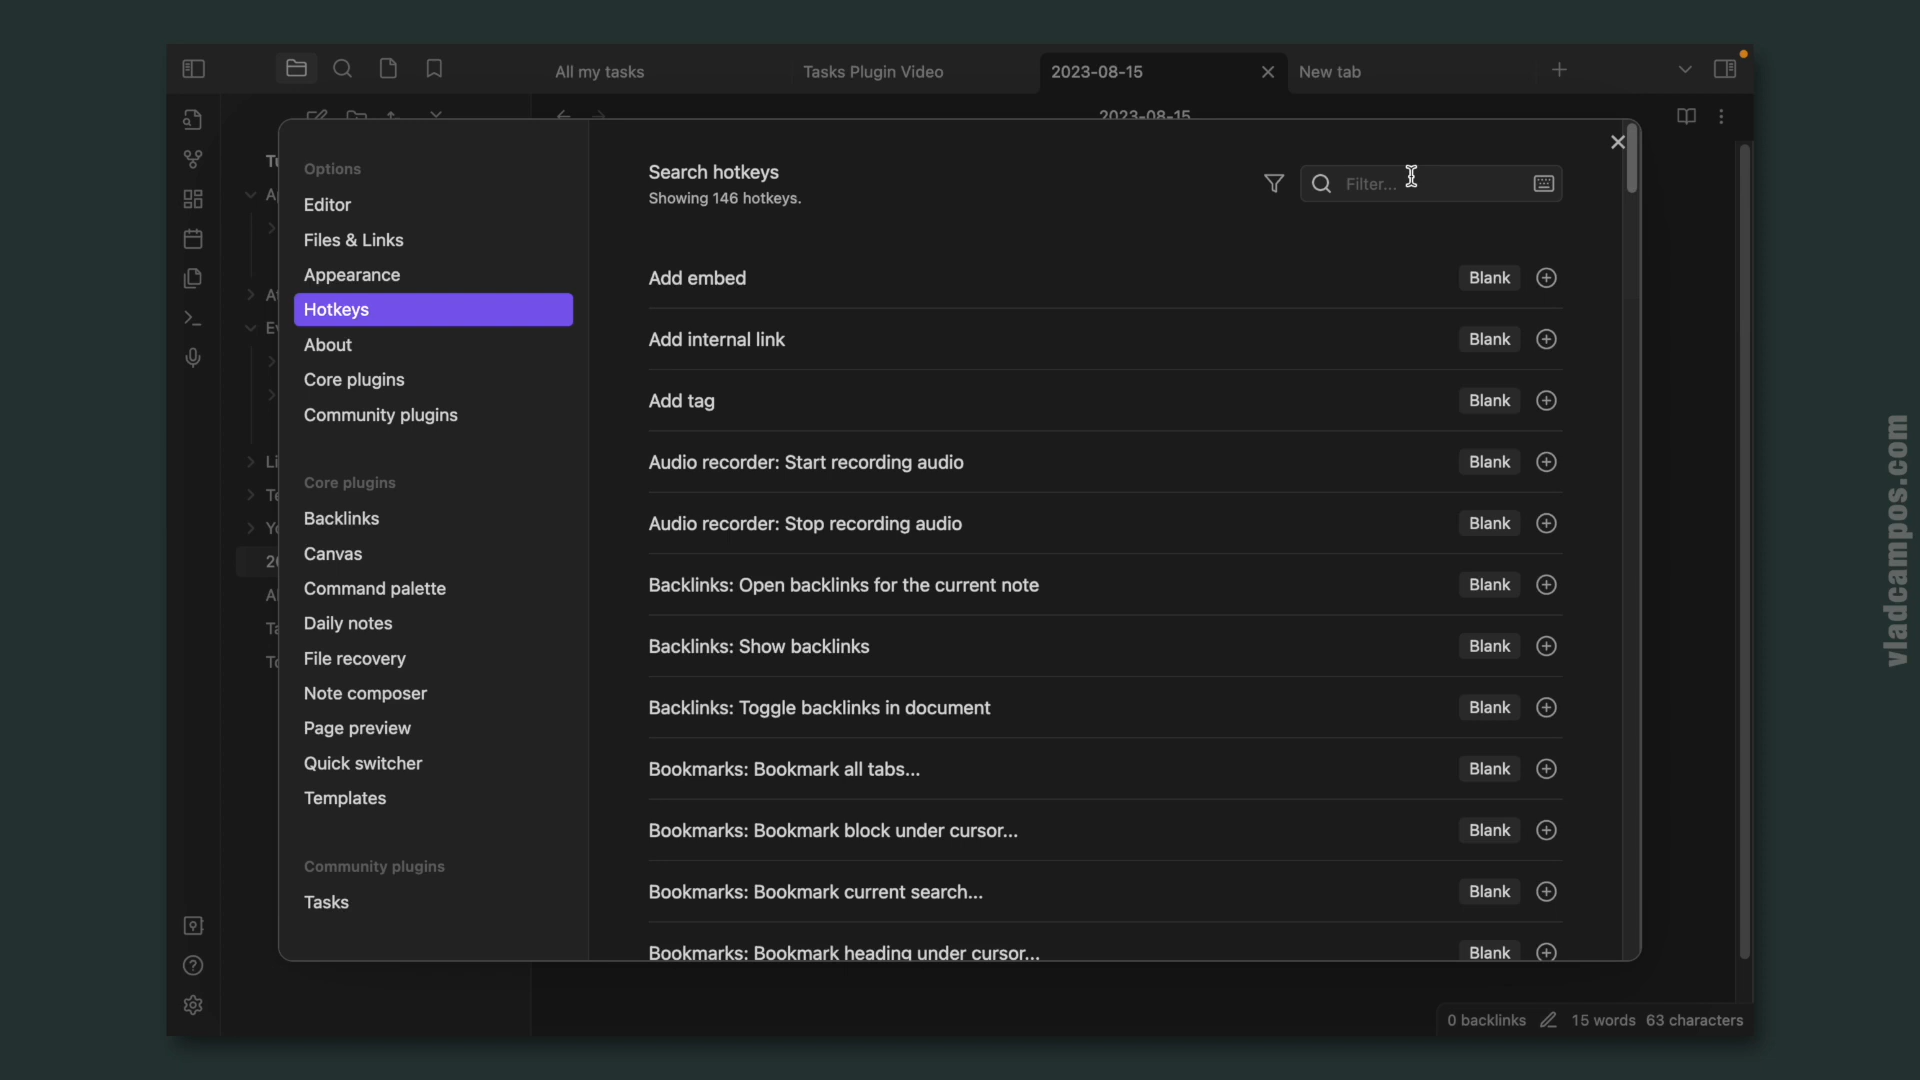 All my tasks
Tasks Plugin Video
2023-08-15
New tab
2023-08-15
Options
Editor
Files & Links
Appearance
Hotkeys
About
Core plugins
Community plugins
Core plugins
Backlinks
Canvas
Command palette
Daily notes
File recovery
Note composer
Page preview
Quick switcher
Templates
Community plugins
Tasks
Search hotkeys
Showing 146 hotkeys.
Filter...
Add embed Blank
Add internal link Blank
Add tag Blank
Audio recorder: Start recording audio Blank
Audio recorder: Stop recording audio Blank
Backlinks: Open backlinks for the current note Blank
Backlinks: Show backlinks Blank
Backlinks: Toggle backlinks in document Blank
Bookmarks: Bookmark all tabs... Blank
Bookmarks: Bookmark block under cursor... Blank
Bookmarks: Bookmark current search... Blank
Bookmarks: Bookmark heading under cursor... Blank
0 backlinks 15 words 63 characters
vladcampos.com